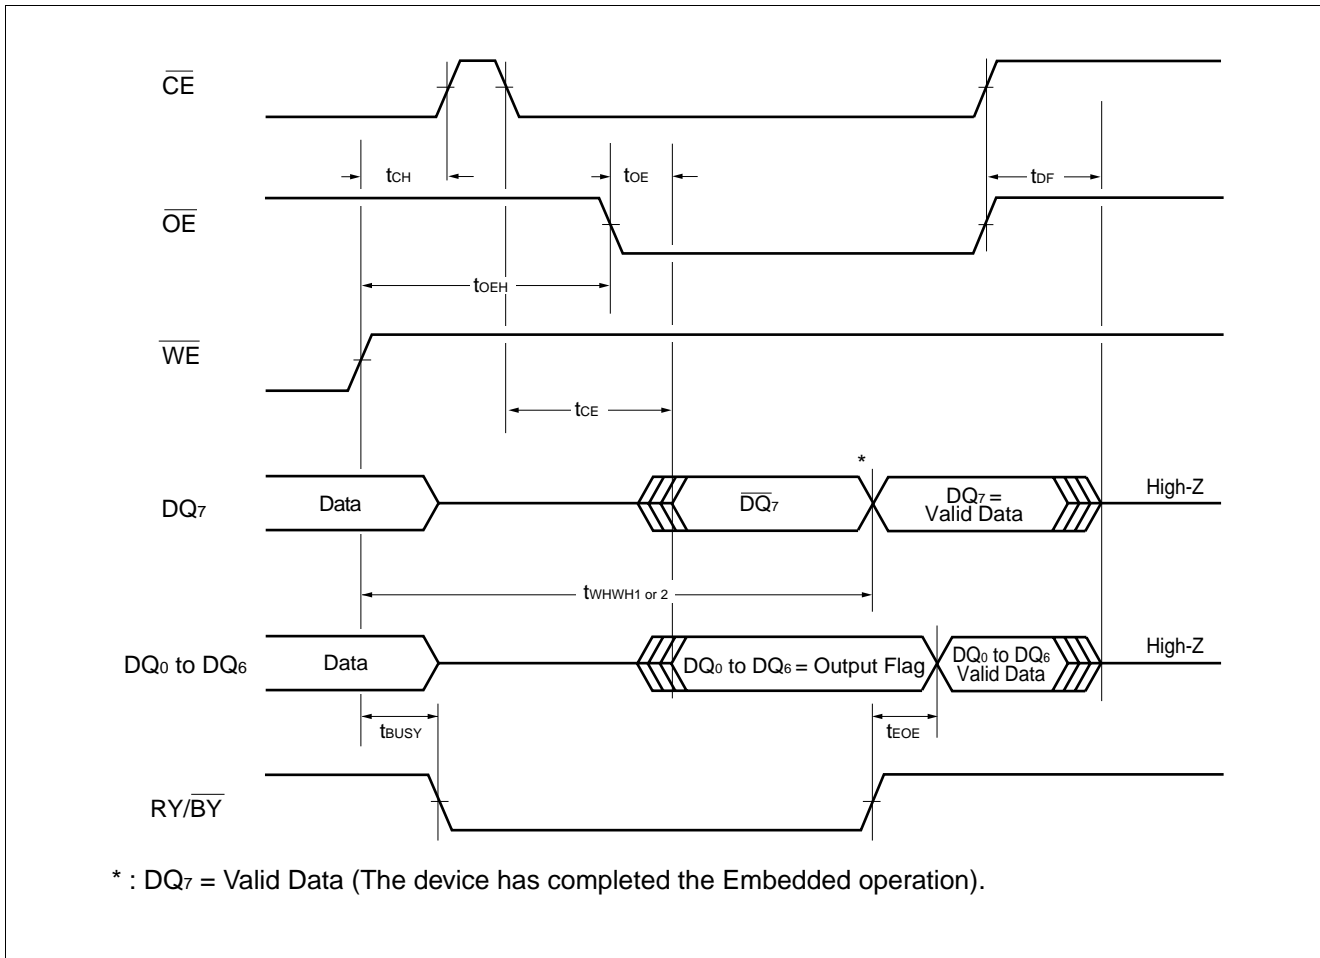 CE
tCH
tOE
tDF
OE
tOEH
WE
tCE
*
DQ7
Data
DQ7
DQ7 =
Valid Data
High-Z
tWHWH1 or 2
DQ0 to DQ6
Data
DQ0 to DQ6 = Output Flag
DQ0 to DQ6
Valid Data
High-Z
tBUSY
tEOE
RY/BY
* : DQ7 = Valid Data (The device has completed the Embedded operation).